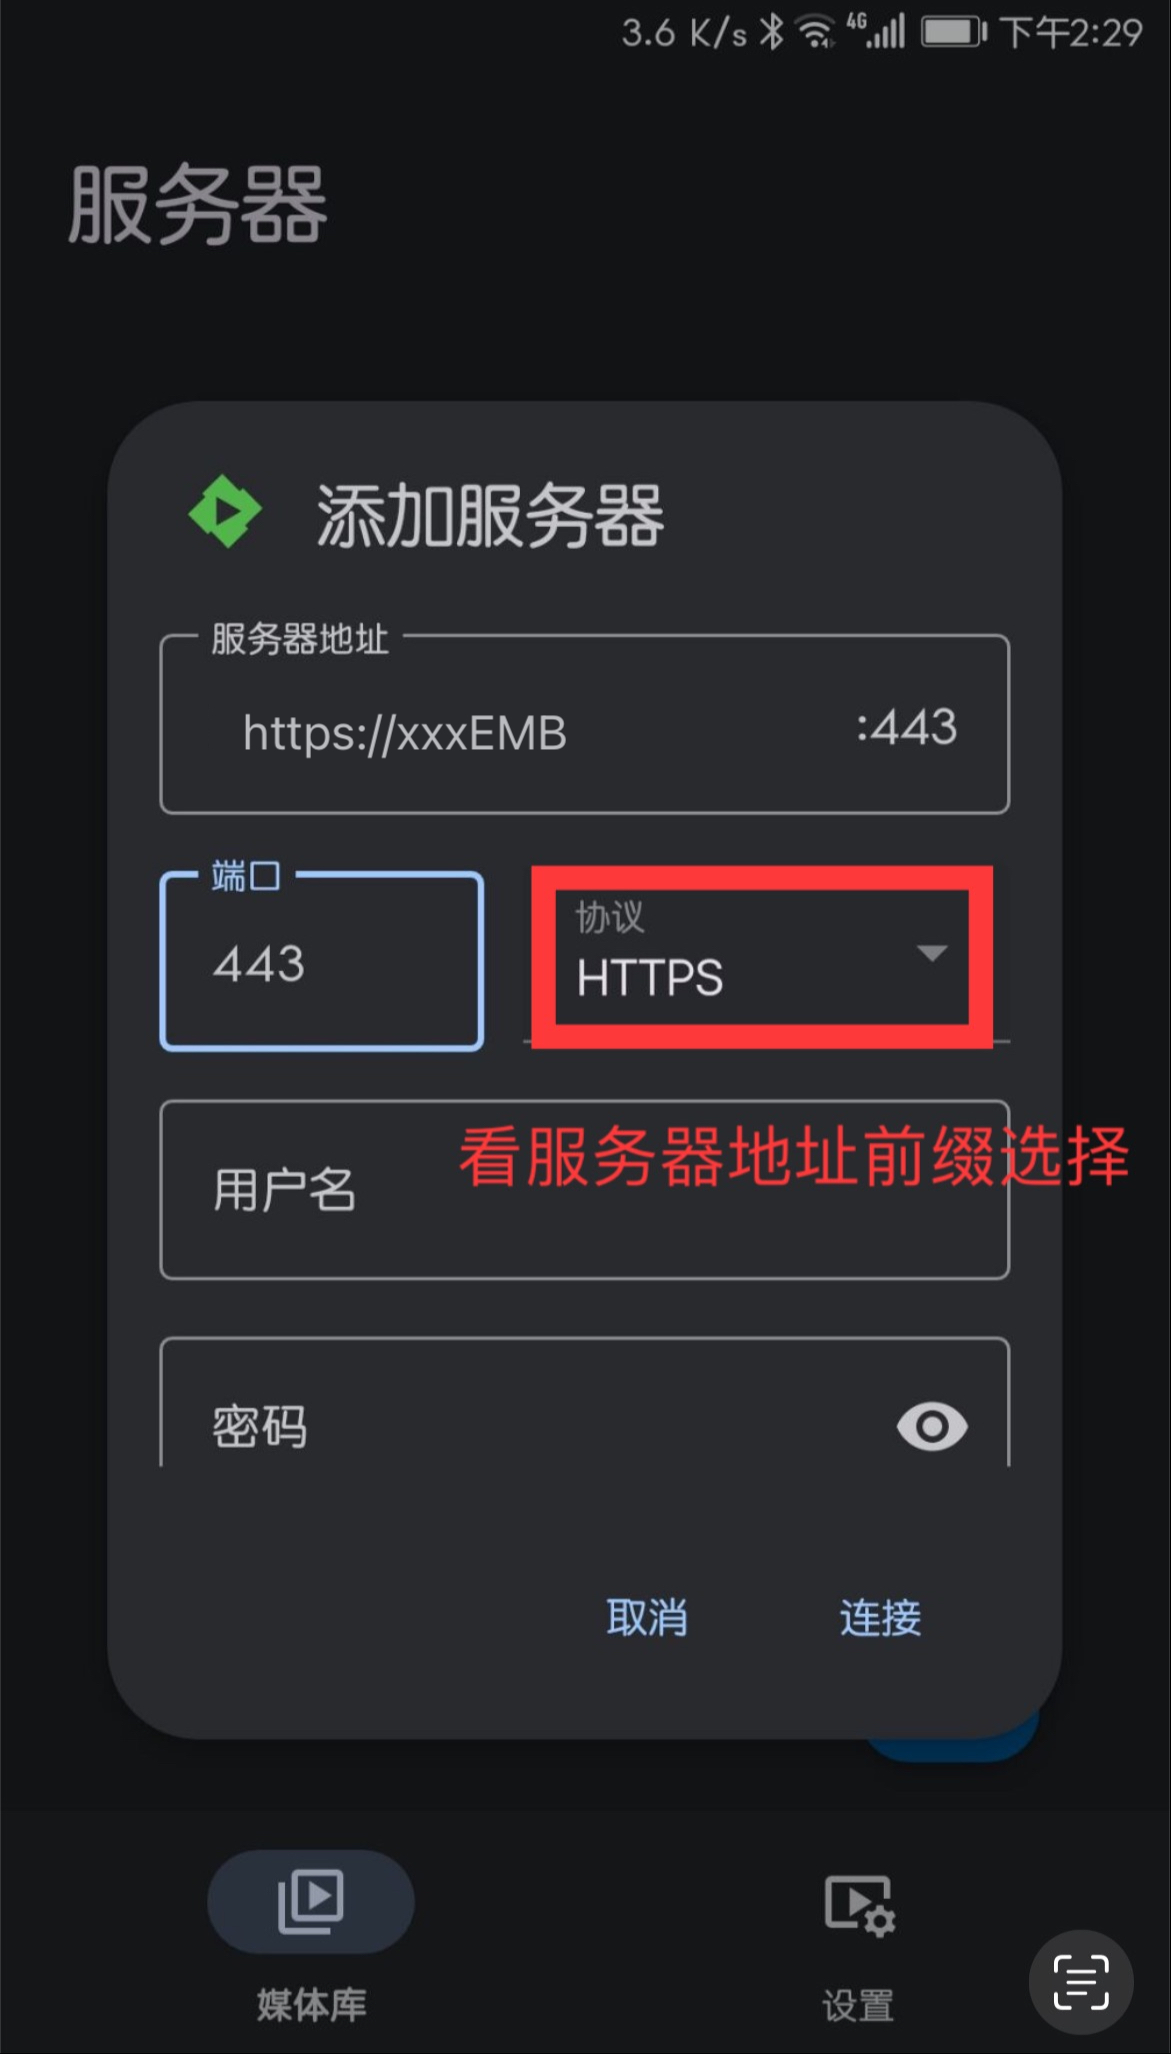 3.6 K/s 4G 下午2:29
服务器
添加服务器
服务器地址
https://xxxEMB :443
端口
443
协议
HTTPS
看服务器地址前缀选择
用户名
密码
取消 连接
媒体库 设置